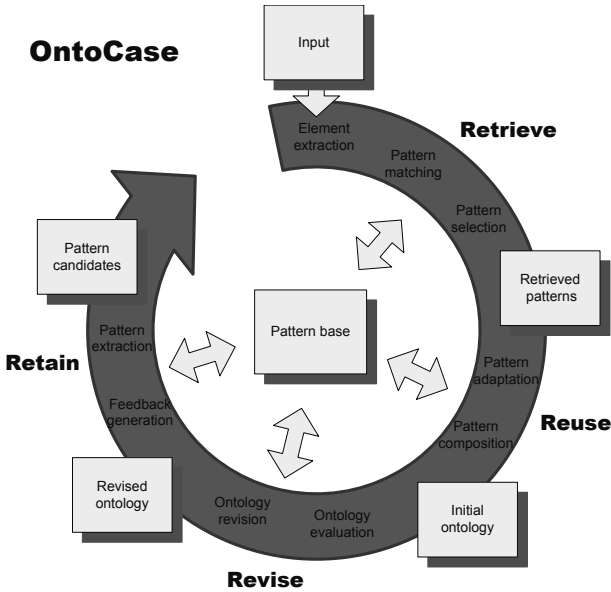 OntoCase
Input
Retrieve
Element
extraction
Pattern
matching
Pattern
selection
Retrieved
patterns
Pattern
adaptation
Reuse
Pattern
composition
Initial
ontology
Ontology
evaluation
Revise
Ontology
revision
Revised
ontology
Feedback
generation
Retain
Pattern
extraction
Pattern
candidates
Pattern base